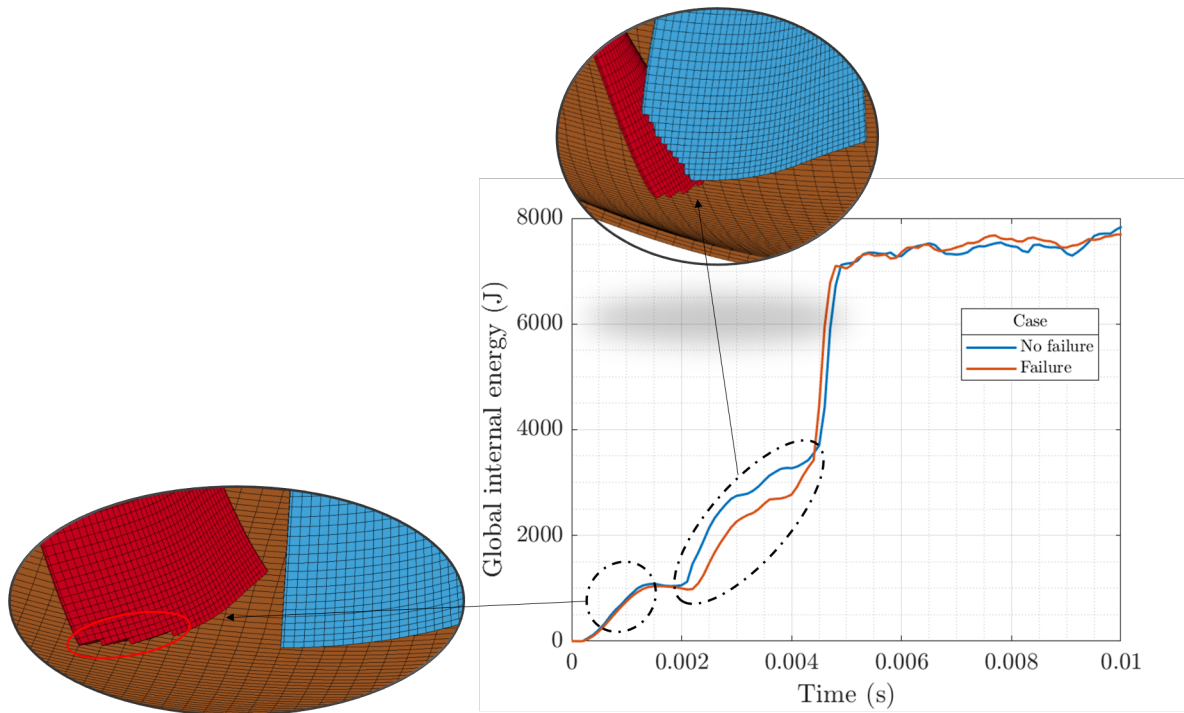 Global internal energy (J)
8000
6000
4000
2000
0
Case
No failure
Failure
0 0.002 0.004 0.006 0.008 0.01
Time (s)